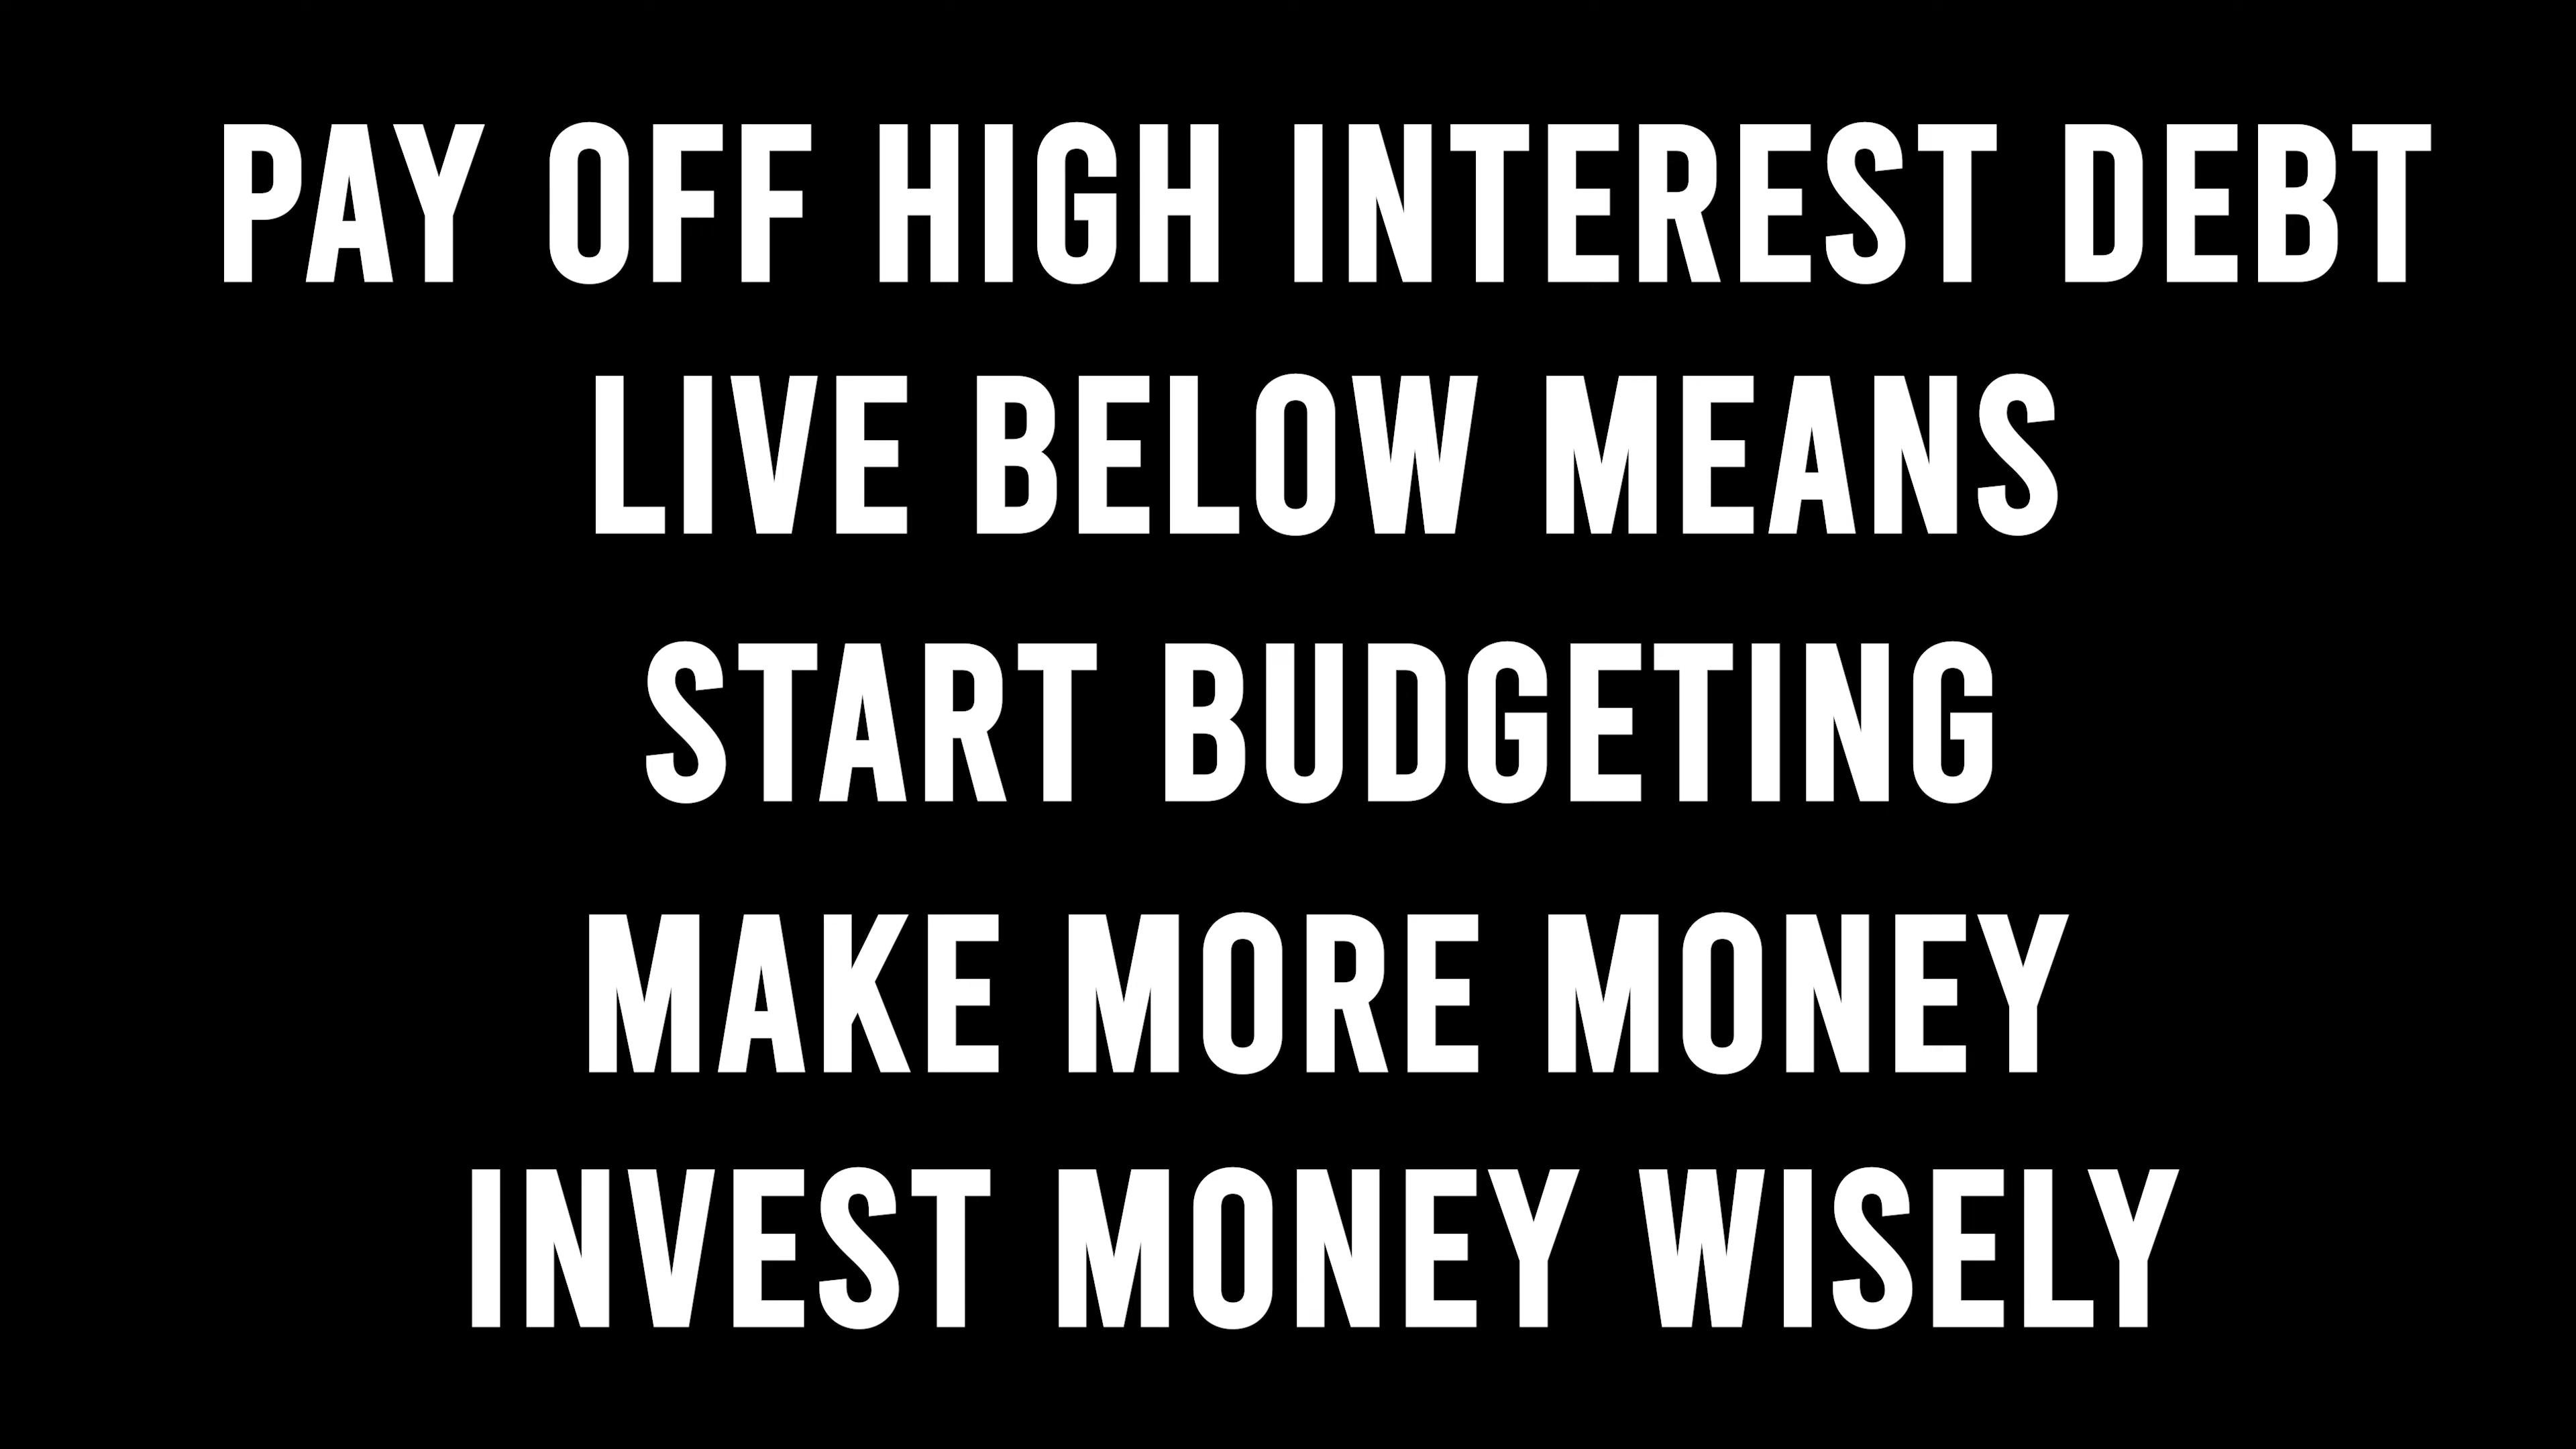 PAY OFF HIGH INTEREST DEBT
LIVE BELOW MEANS
START BUDGETING
MAKE MORE MONEY
INVEST MONEY WISELY